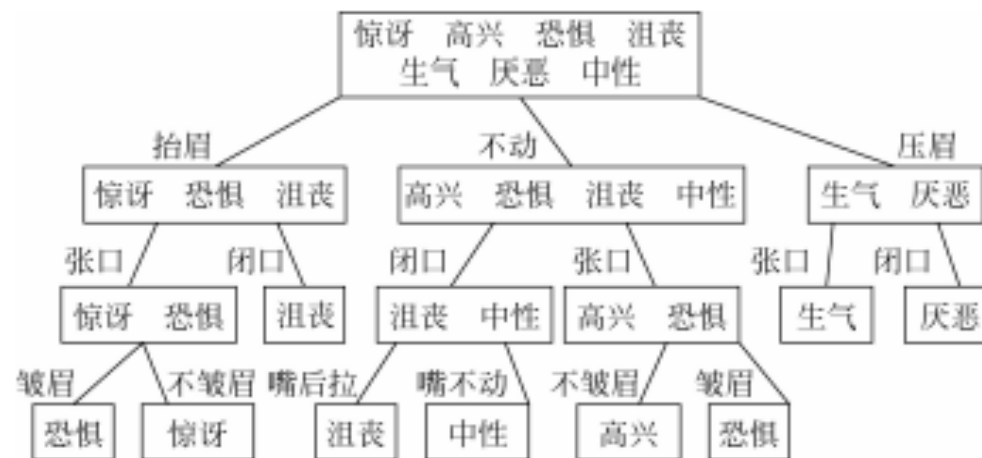 惊讶 高兴 恐惧 沮丧
生气 厌恶 中性
抬眉 不动 压眉
惊讶 恐惧 沮丧 高兴 恐惧 沮丧 中性 生气 厌恶
张口 闭口 闭口 张口 张口 闭口
惊讶 恐惧 沮丧 沮丧 中性 高兴 恐惧 生气 厌恶
皱眉 不皱眉 嘴后拉 嘴不动 不皱眉 皱眉
恐惧 惊讶 沮丧 中性 高兴 恐惧